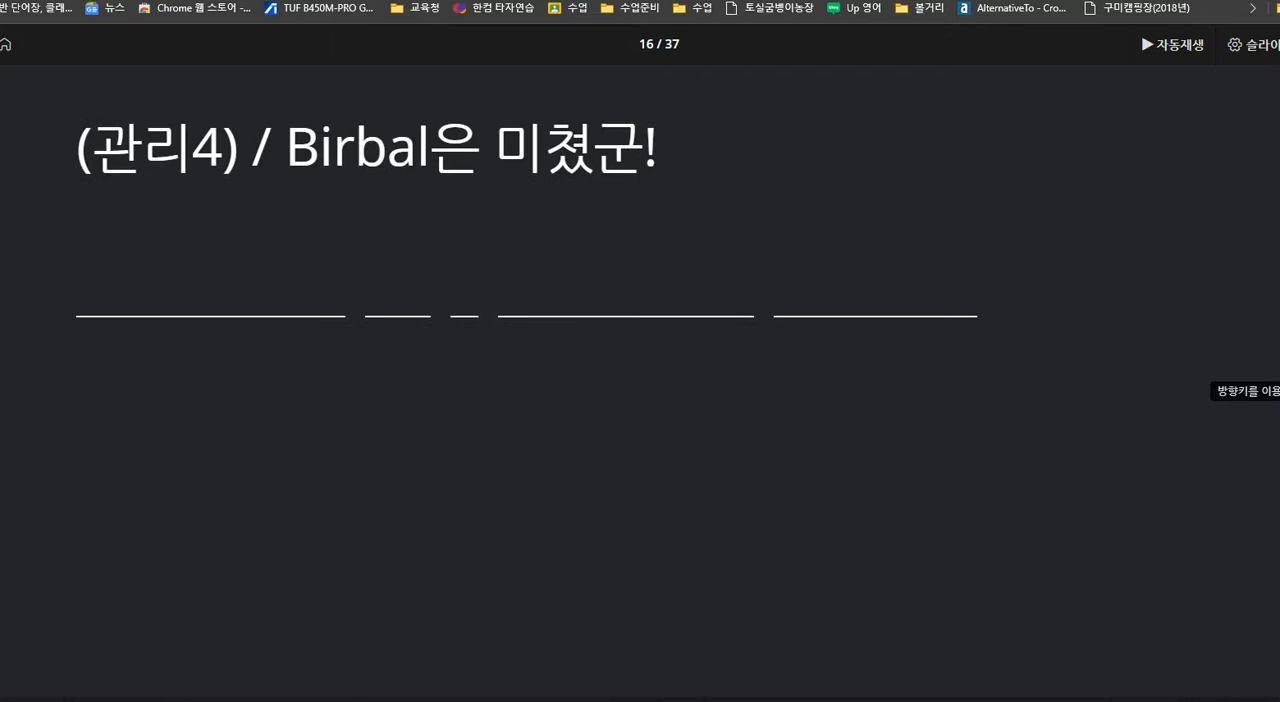 반 단어장, 클래... 뉴스 Chrome 웹 스토어 -... TUF B450M-PRO G... 교육청 한컴 타자연습 수업 수업준비 수업 토실굼벵이농장 Up 영어 볼거리 AlternativeTo - Cro... 구미캠핑장(2018년)
16 / 37 자동재생 슬라이
(관리4) / Birbal은 미쳤군!
방향키를 이용